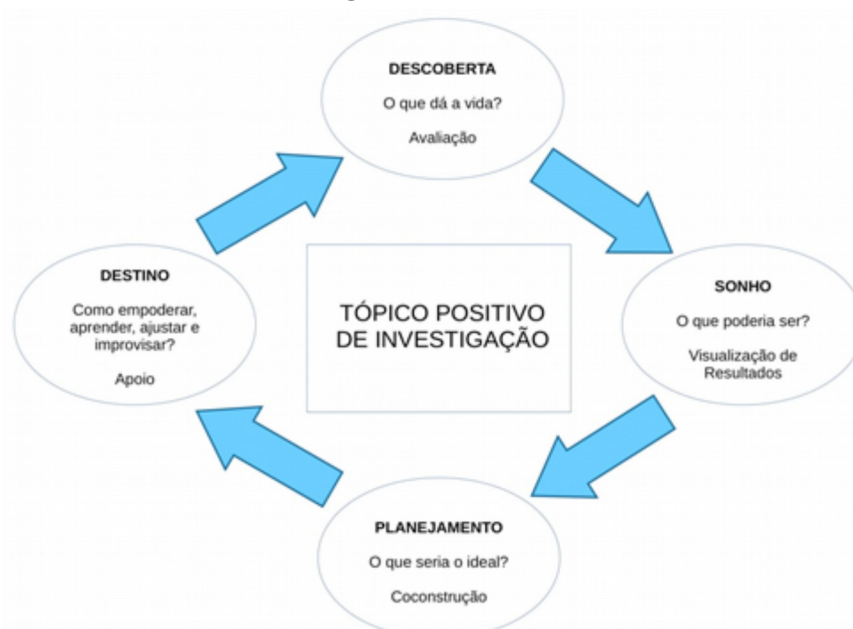 DESCOBERTA
O que dá a vida?
Avaliação
SONHO
O que poderia ser?
Visualização de
Resultados
PLANEJAMENTO
O que seria o ideal?
Coconstrução
DESTINO
Como empoderar,
aprender, ajustar e
improvisar?
Apoio
TÓPICO POSITIVO
DE INVESTIGAÇÃO